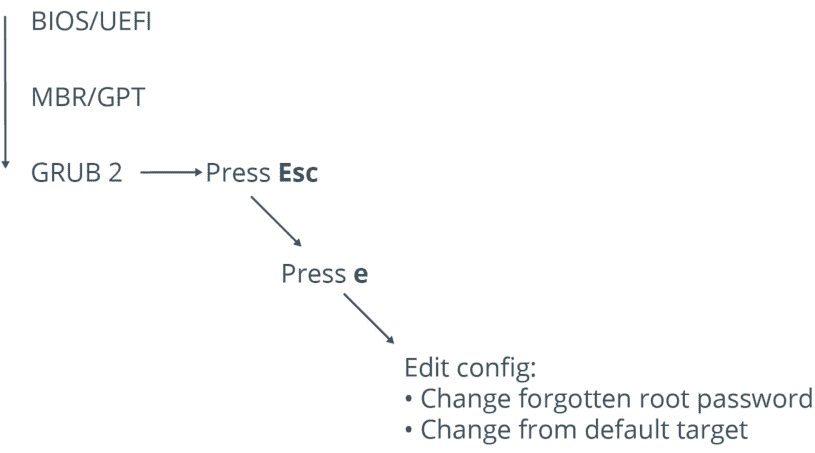 BIOS/UEFI
MBR/GPT
GRUB 2
Press Esc
Press e
Edit config:
• Change forgotten root password
• Change from default target